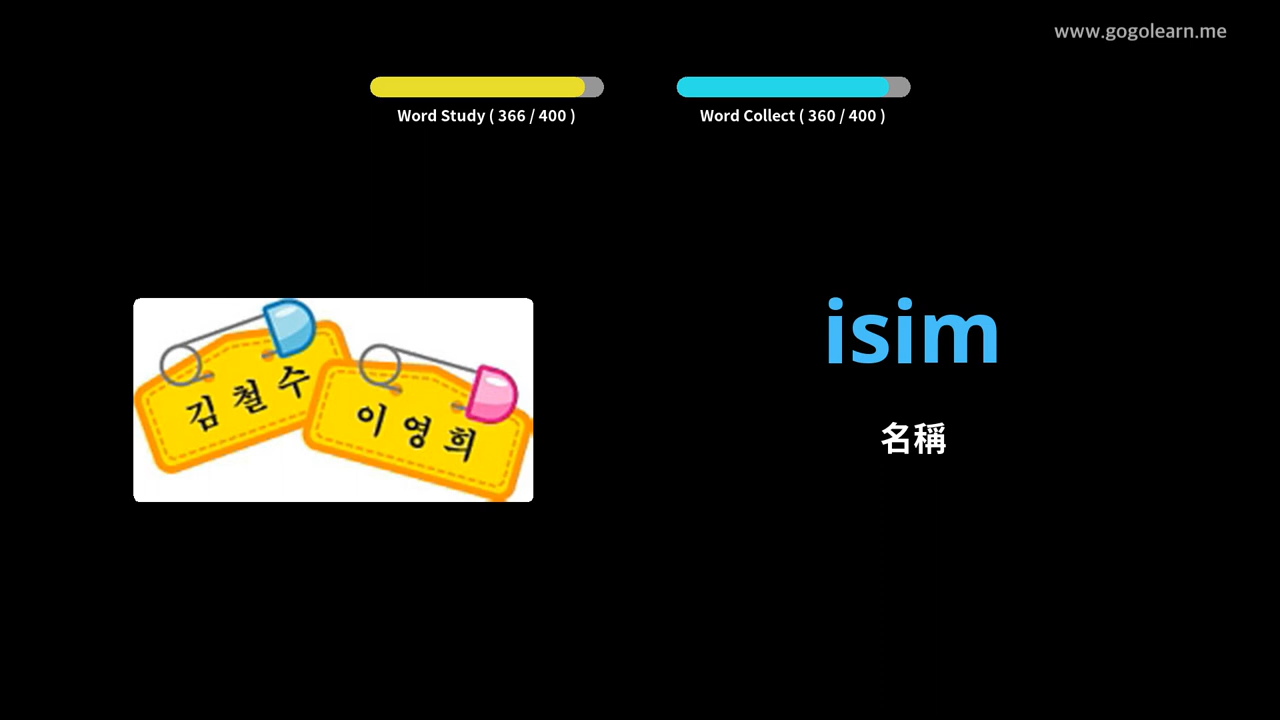 www.gogolearn.me
Word Study ( 366 / 400 )
Word Collect ( 360 / 400 )
김철수
이영희
isim
名稱